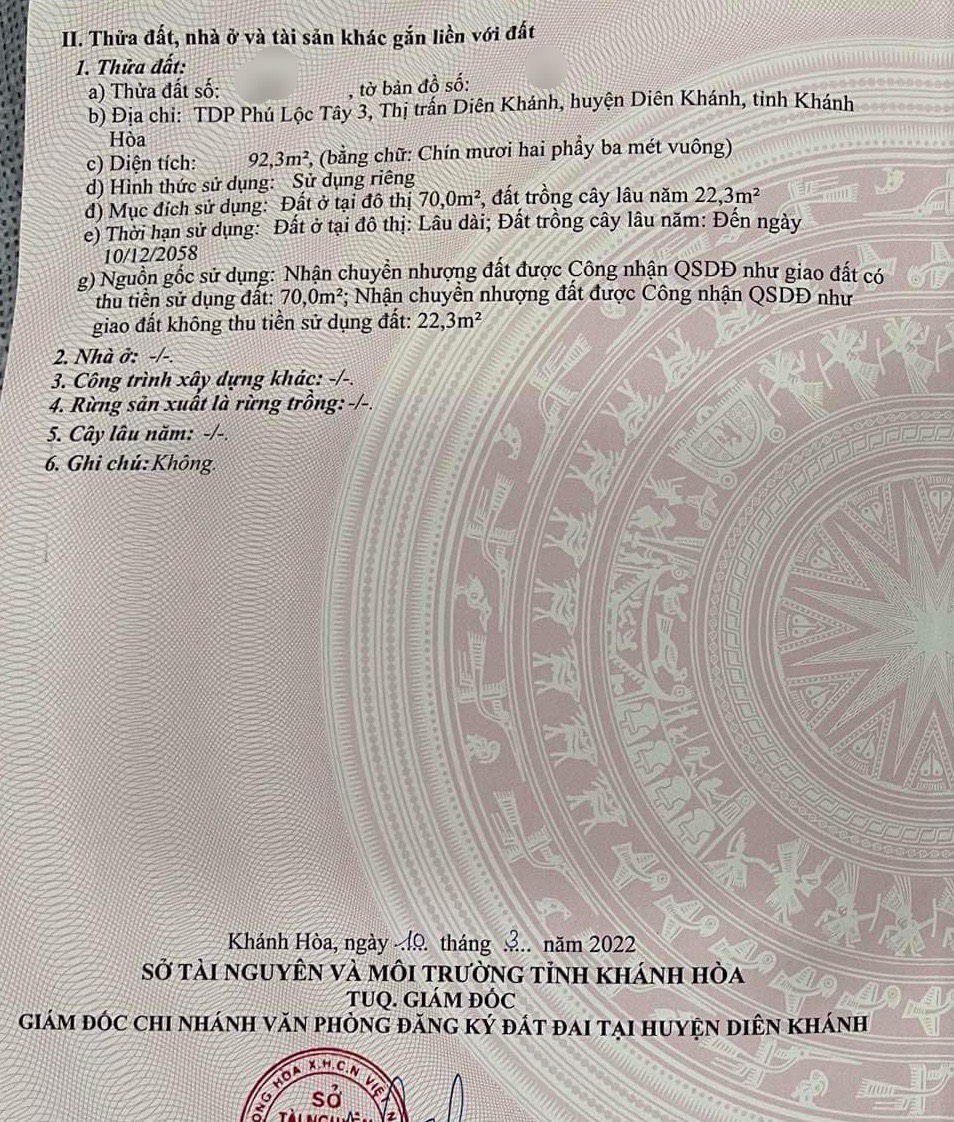 II. Thửa đất, nhà ở và tài sản khác gắn liền với đất
1. Thửa đất:
a) Thửa đất số: , tờ bản đồ số:
b) Địa chỉ: TDP Phú Lộc Tây 3, Thị trấn Diên Khánh, huyện Diên Khánh, tỉnh Khánh
Hòa
c) Diện tích: 92,3m², (bằng chữ: Chín mươi hai phẩy ba mét vuông)
d) Hình thức sử dụng: Sử dụng riêng
đ) Mục đích sử dụng: Đất ở tại đô thị 70,0m², đất trồng cây lâu năm 22,3m²
e) Thời hạn sử dụng: Đất ở tại đô thị: Lâu dài; Đất trồng cây lâu năm: Đến ngày
10/12/2058
g) Nguồn gốc sử dụng: Nhận chuyển nhượng đất được Công nhận QSDĐ như giao đất có
thu tiền sử dụng đất: 70,0m²; Nhận chuyển nhượng đất được Công nhận QSDĐ như
giao đất không thu tiền sử dụng đất: 22,3m²
2. Nhà ở: -/-.
3. Công trình xây dựng khác: -/-.
4. Rừng sản xuất là rừng trồng: -/-.
5. Cây lâu năm: -/-.
6. Ghi chú: Không.
Khánh Hòa, ngày 10 tháng 3 năm 2022
SỞ TÀI NGUYÊN VÀ MÔI TRƯỜNG TỈNH KHÁNH HÒA
TUQ. GIÁM ĐỐC
GIÁM ĐỐC CHI NHÁNH VĂN PHÒNG ĐĂNG KÝ ĐẤT ĐAI TẠI HUYỆN DIÊN KHÁNH
HÒA X.H.C.N VIỆ
SỞ